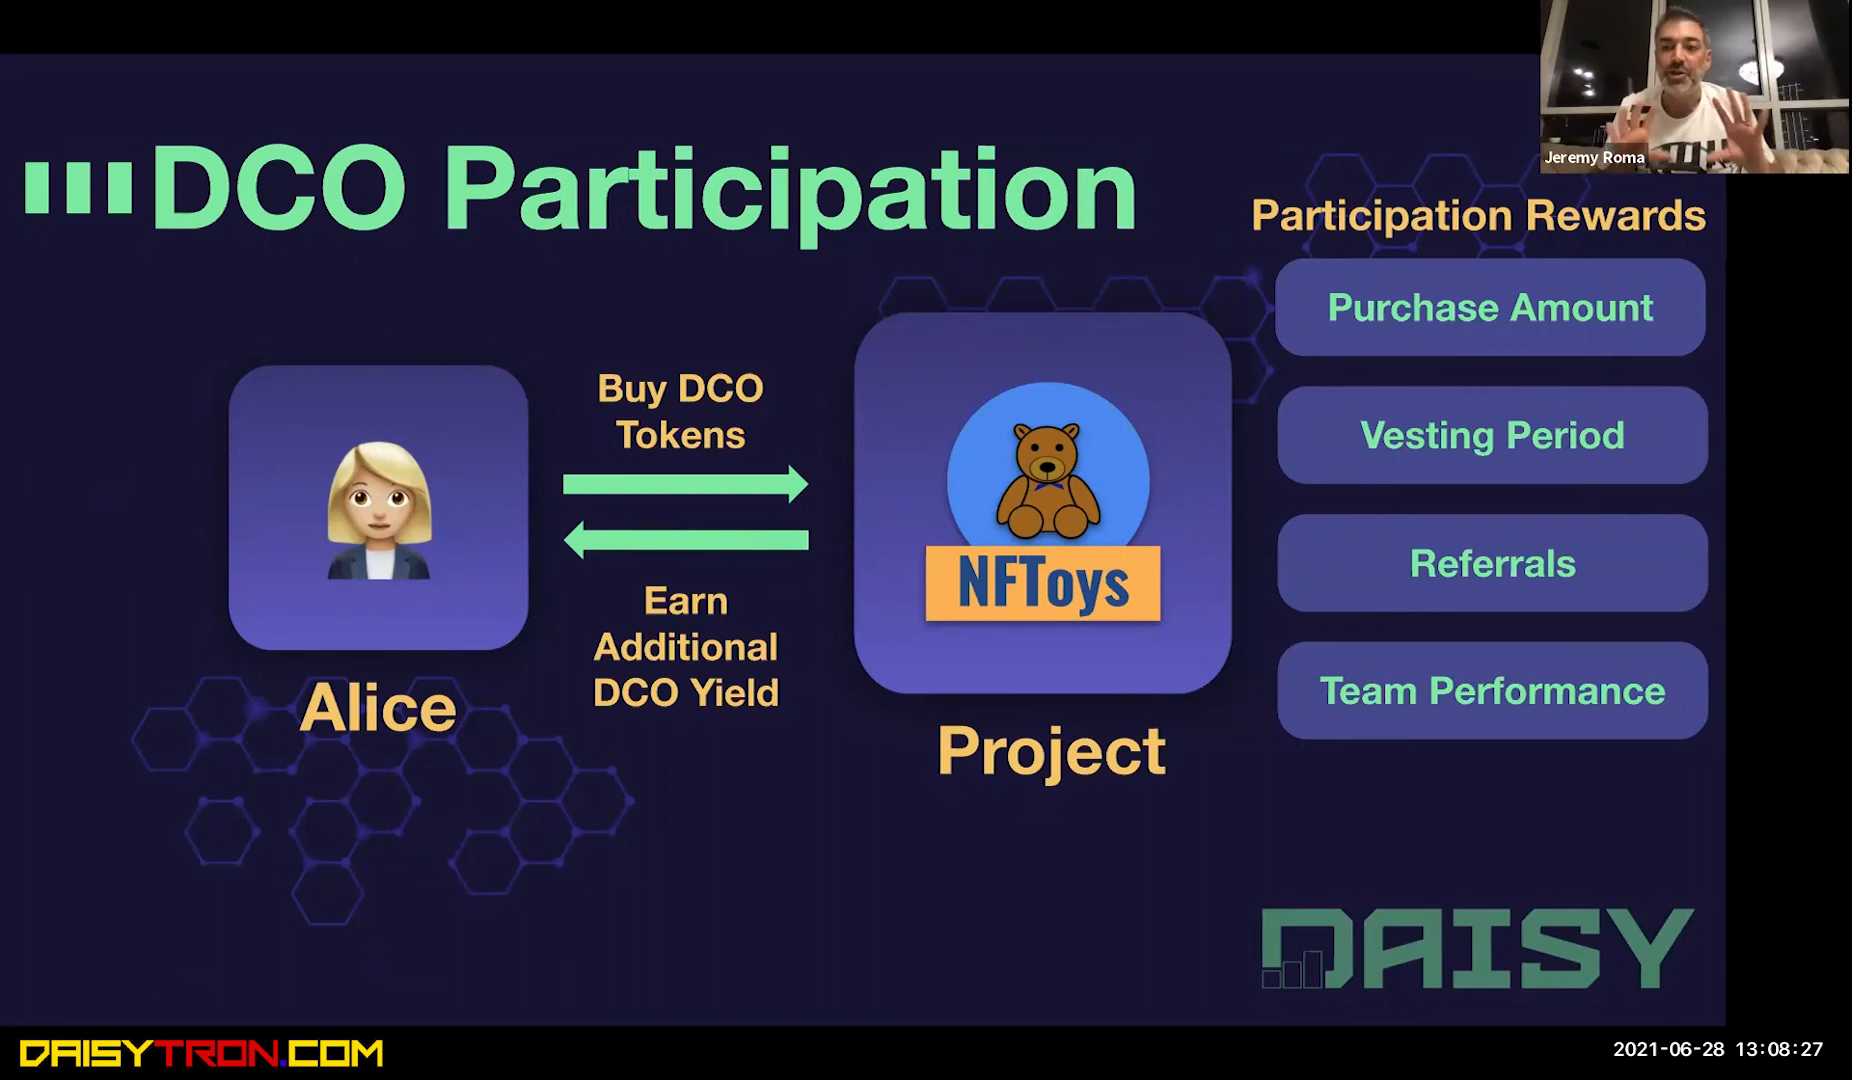 Jeremy Roma
DCO Participation
Participation Rewards
Purchase Amount
Vesting Period
Referrals
Team Performance
Buy DCO
Tokens
Earn
Additional
DCO Yield
Alice
NFToys
Project
DAISY
DAISYTRON.COM
2021-06-28 13:08:27